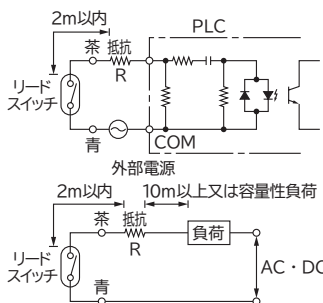 2m以内
PLC
茶 抵抗
R
リード
スイッチ
青
COM
外部電源
2m以内
10m以上又は容量性負荷
茶 抵抗
R
負荷
リード
スイッチ
AC・DC
青